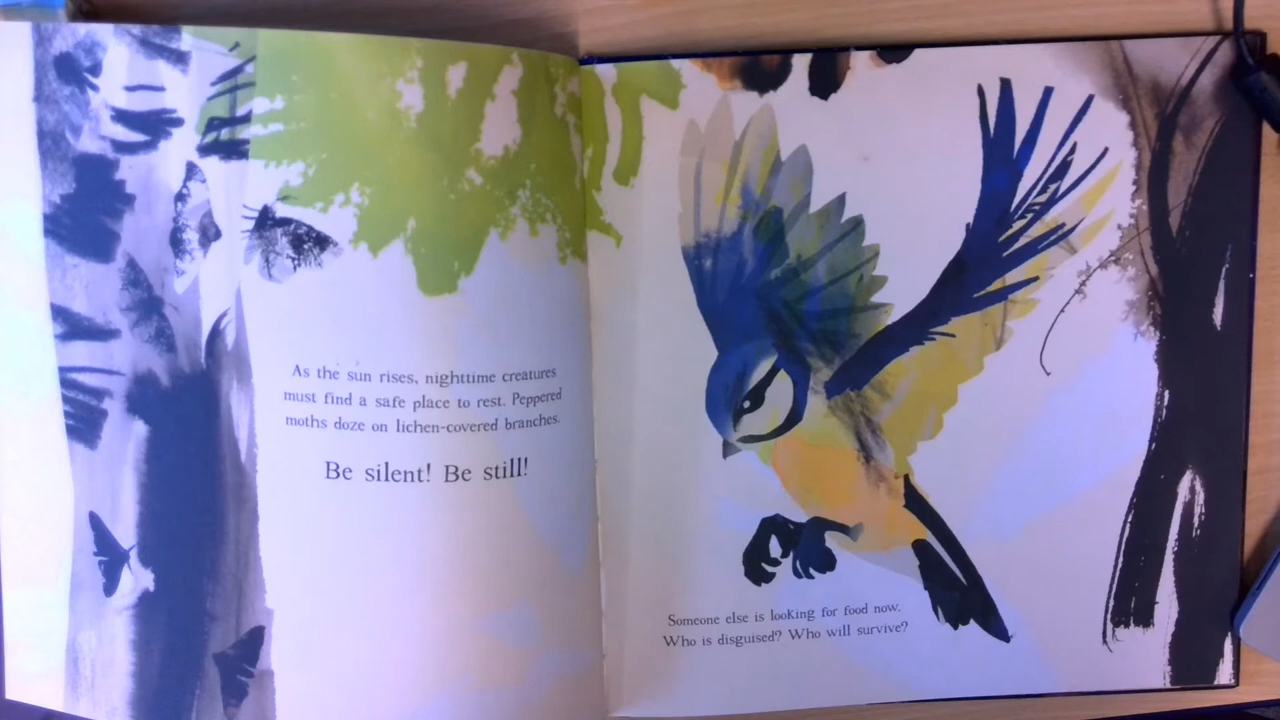 As the sun rises, nighttime creatures
must find a safe place to rest. Peppered
moths doze on lichen-covered branches.
Be silent! Be still!
Someone else is looking for food now.
Who is disguised? Who will survive?